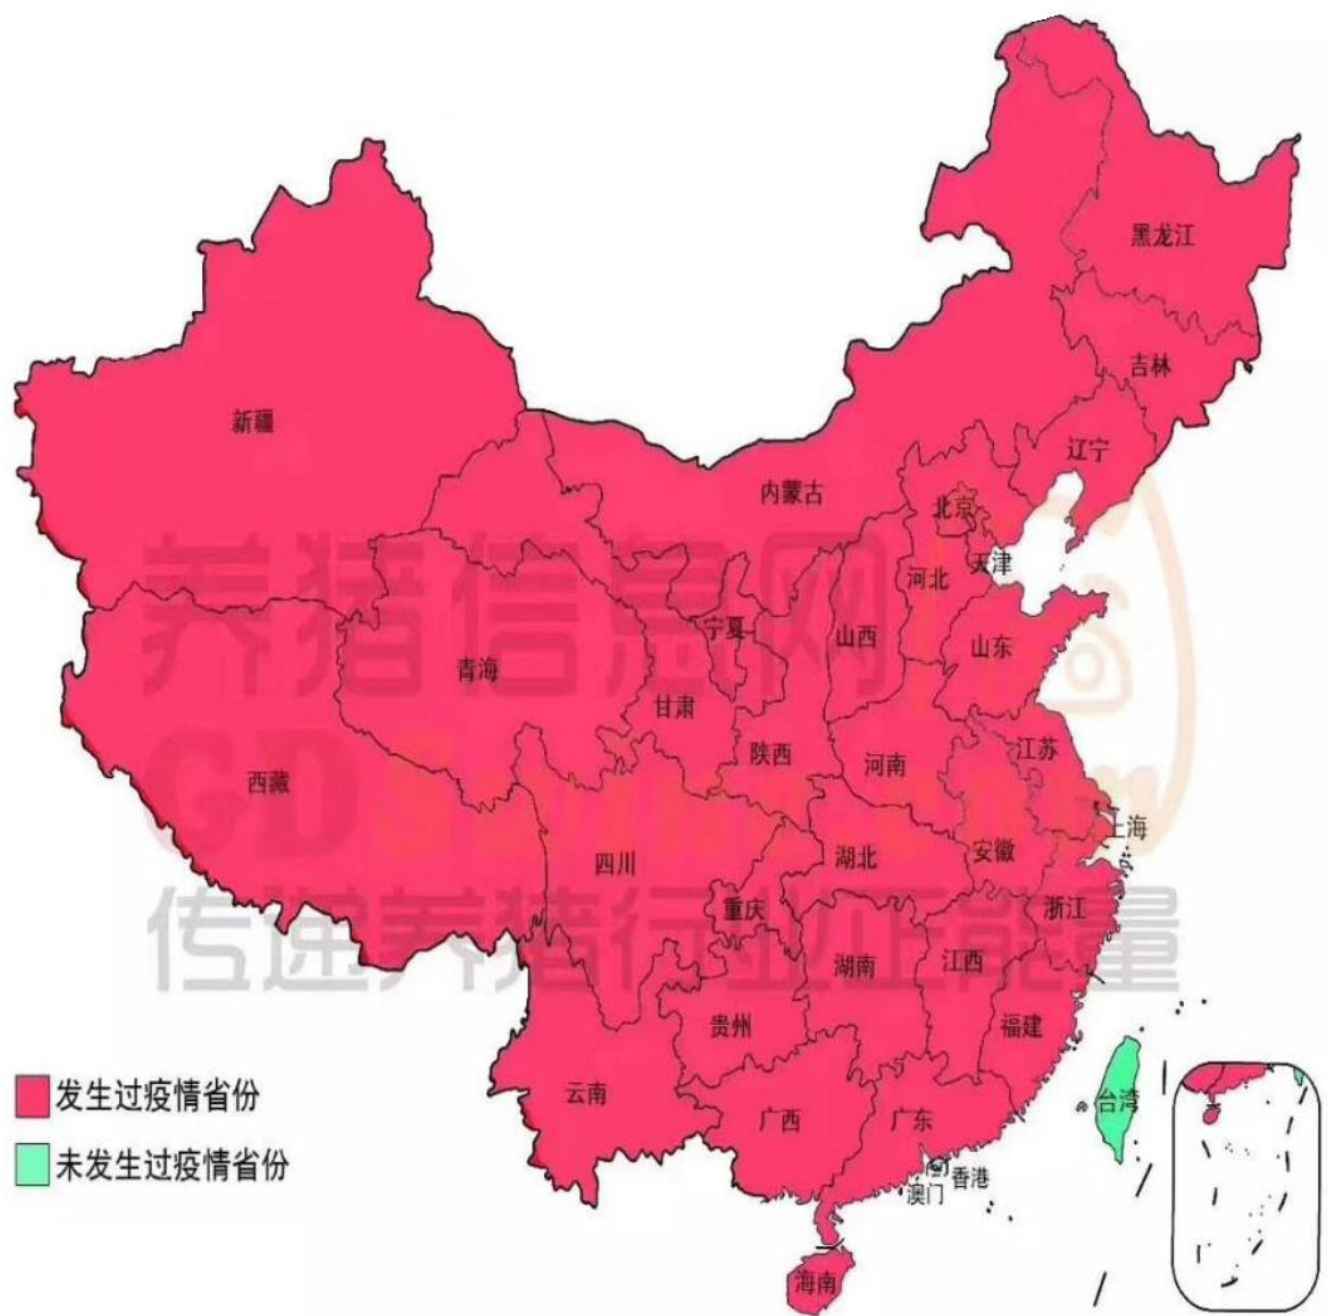 黑龙江
吉林
新疆
辽宁
内蒙古
北京
天津
河北
养猪信息网
宁夏
山西
山东
青海
甘肃
江苏
陕西
河南
西藏
GD
上海
安徽
湖北
四川
重庆
浙江
传递养猪行业正能量
湖南
江西
贵州
福建
云南
台湾
广西
广东
香港
澳门
海南
发生过疫情省份
未发生过疫情省份